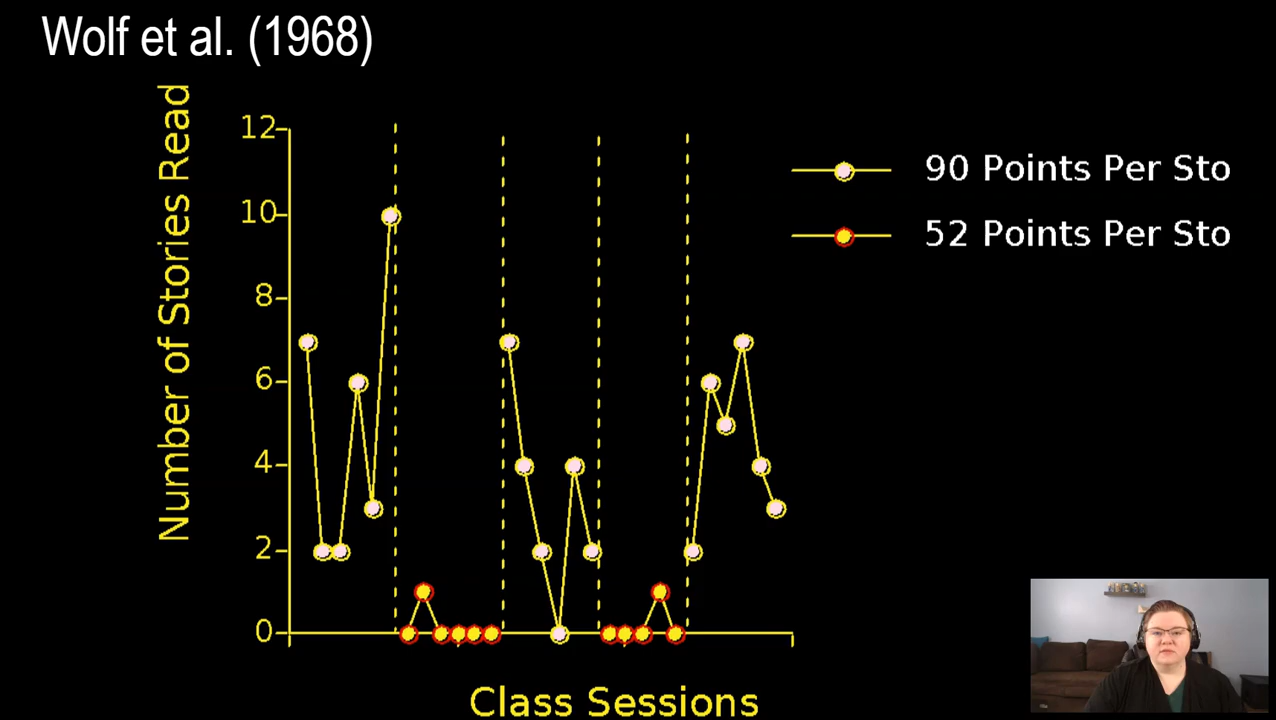 Wolf et al. (1968)
Number of Stories Read
12
10
8
6
4
2
0
90 Points Per Sto
52 Points Per Sto
Class Sessions